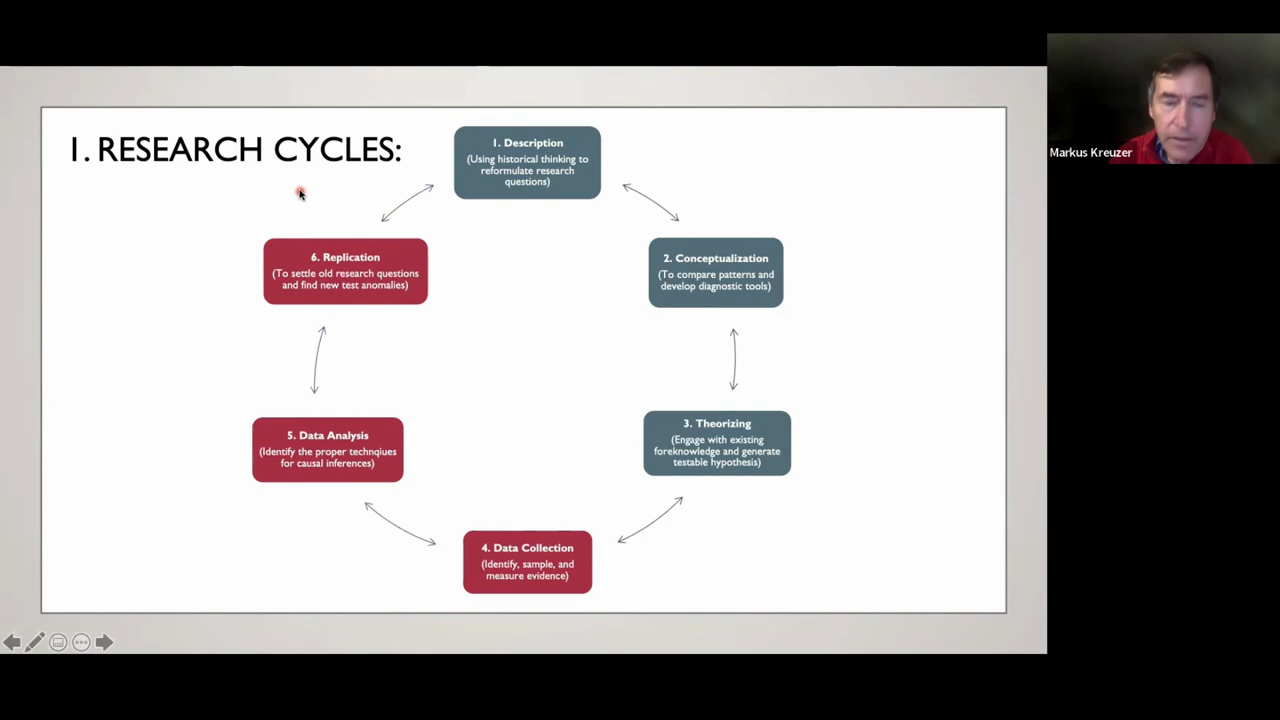 1. RESEARCH CYCLES:
1. Description
(Using historical thinking to
reformulate research
questions)
2. Conceptualization
(To compare patterns and
develop diagnostic tools)
3. Theorizing
(Engage with existing
foreknowledge and generate
testable hypothesis)
4. Data Collection
(Identify, sample, and
measure evidence)
5. Data Analysis
(Identify the proper technqiues
for causal inferences)
6. Replication
(To settle old research questions
and find new test anomalies)
Markus Kreuzer